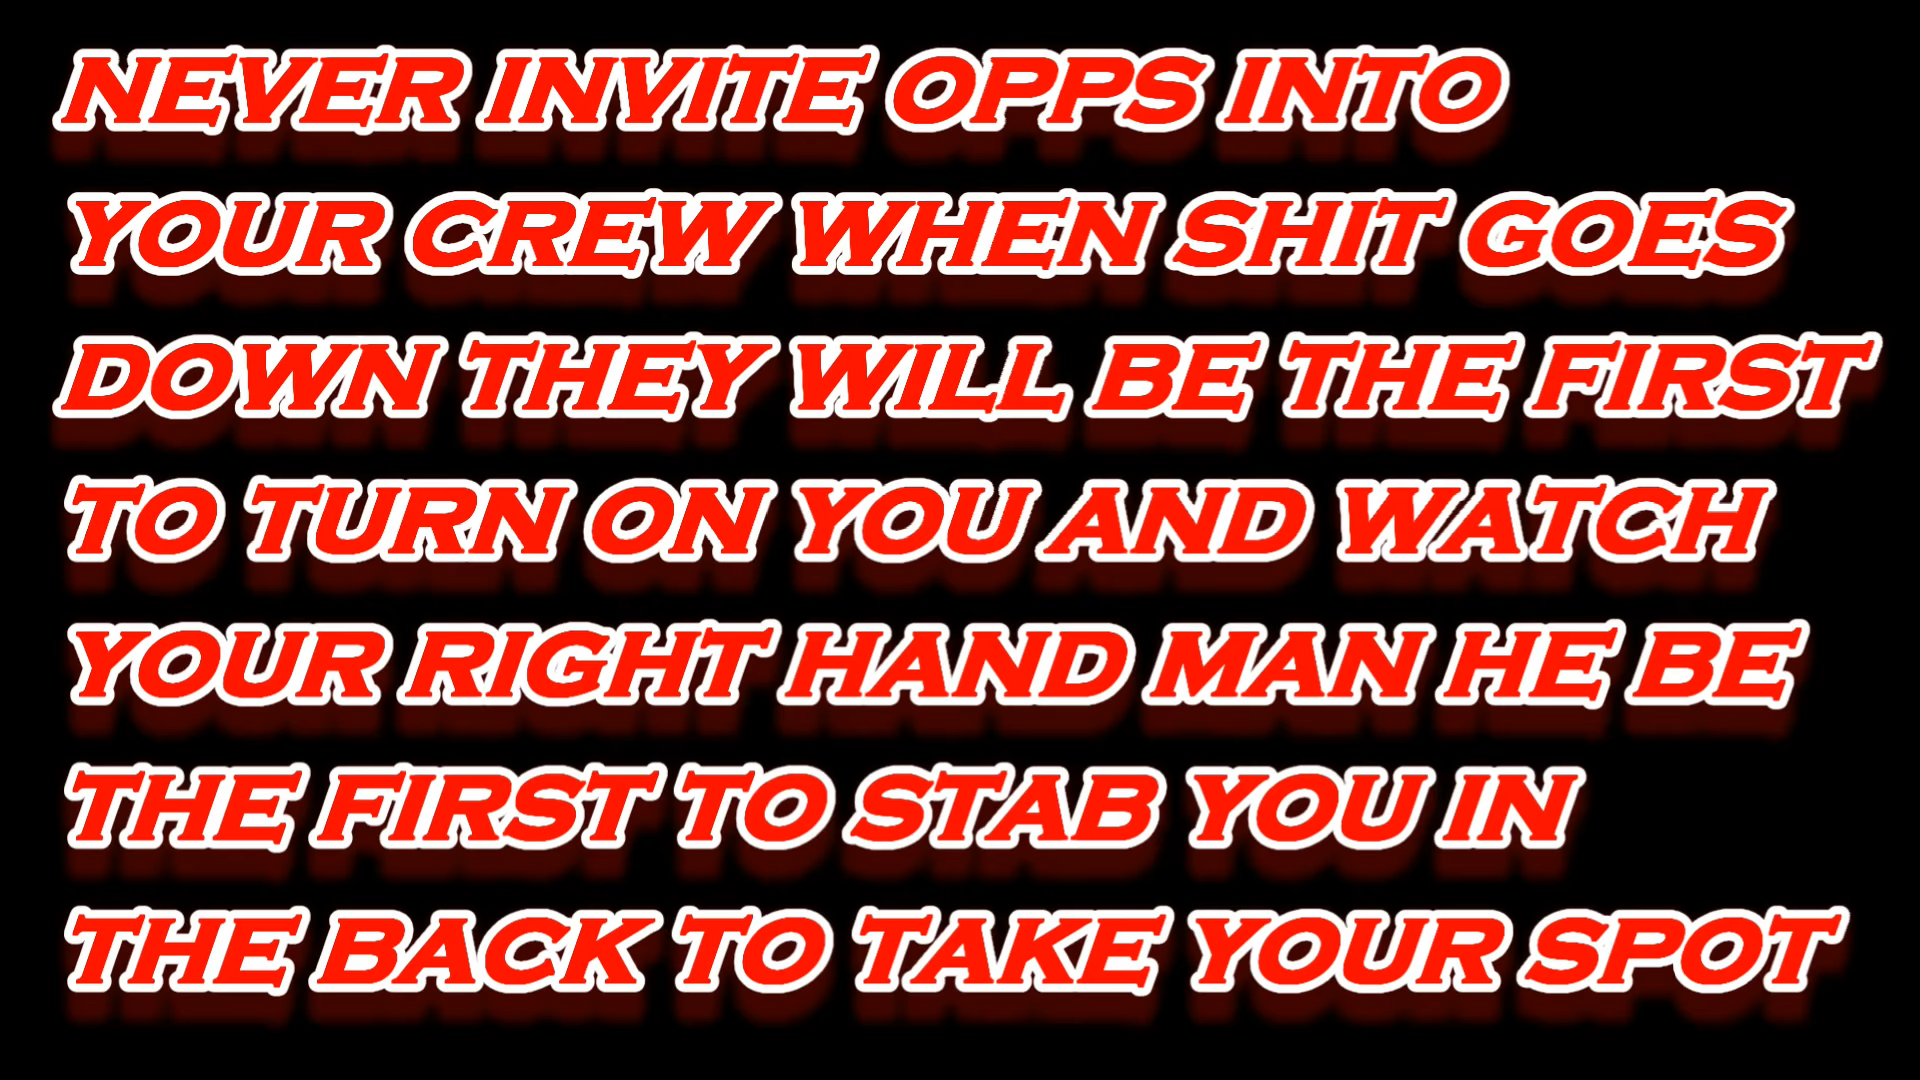 NEVER INVITE OPPS INTO
YOUR CREW WHEN SHIT GOES
DOWN THEY WILL BE THE FIRST
TO TURN ON YOU AND WATCH
YOUR RIGHT HAND MAN HE BE
THE FIRST TO STAB YOU IN
THE BACK TO TAKE YOUR SPOT